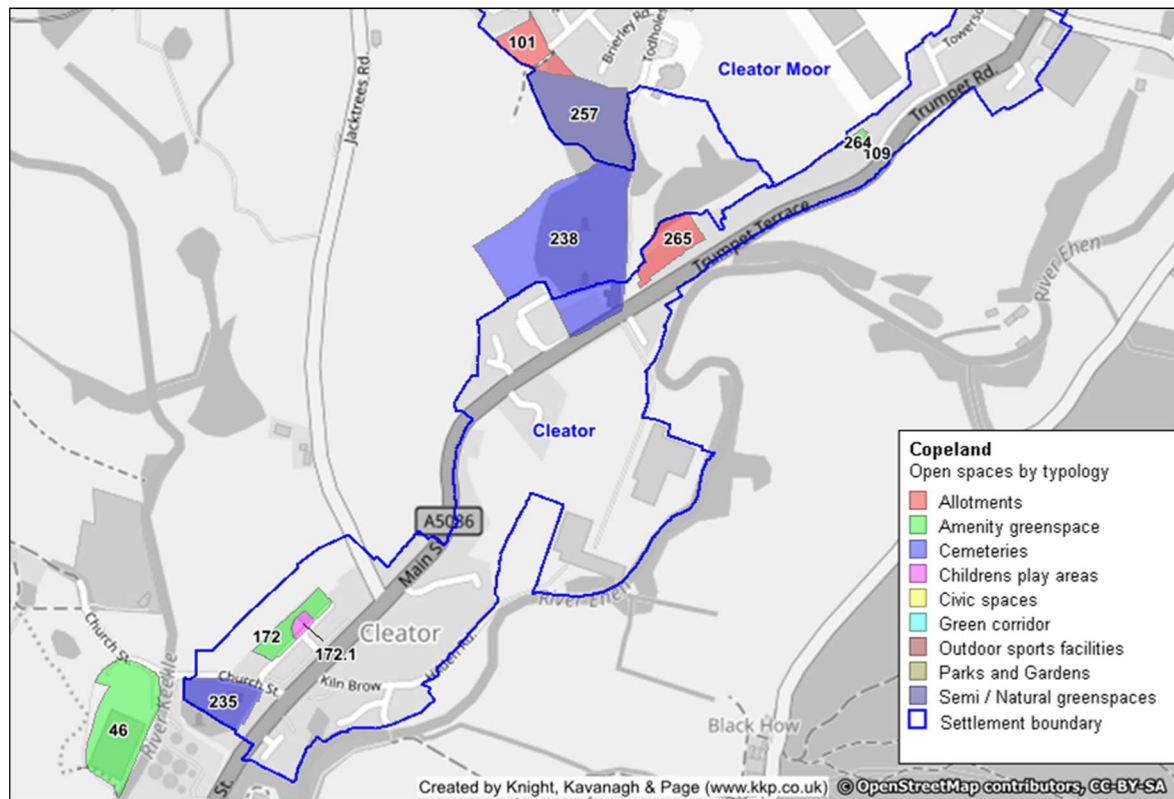 101
Brierley Rd.
Todholes
Towerson
Cleator Moor
Jacktrees Rd.
257
Trumpet Rd.
264
109
238
265
Trumpet Terrace
River Ehen
Cleator
A5086
Main St.
River Ehen
Church St.
172
172.1
Cleator
Kiln Brow
Church St.
235
46
River Keekle
St.
Black How
Copeland
Open spaces by typology
Allotments
Amenity greenspace
Cemeteries
Childrens play areas
Civic spaces
Green corridor
Outdoor sports facilities
Parks and Gardens
Semi / Natural greenspaces
Settlement boundary
Created by Knight, Kavanagh & Page (www.kkp.co.uk) © OpenStreetMap contributors, CC-BY-SA